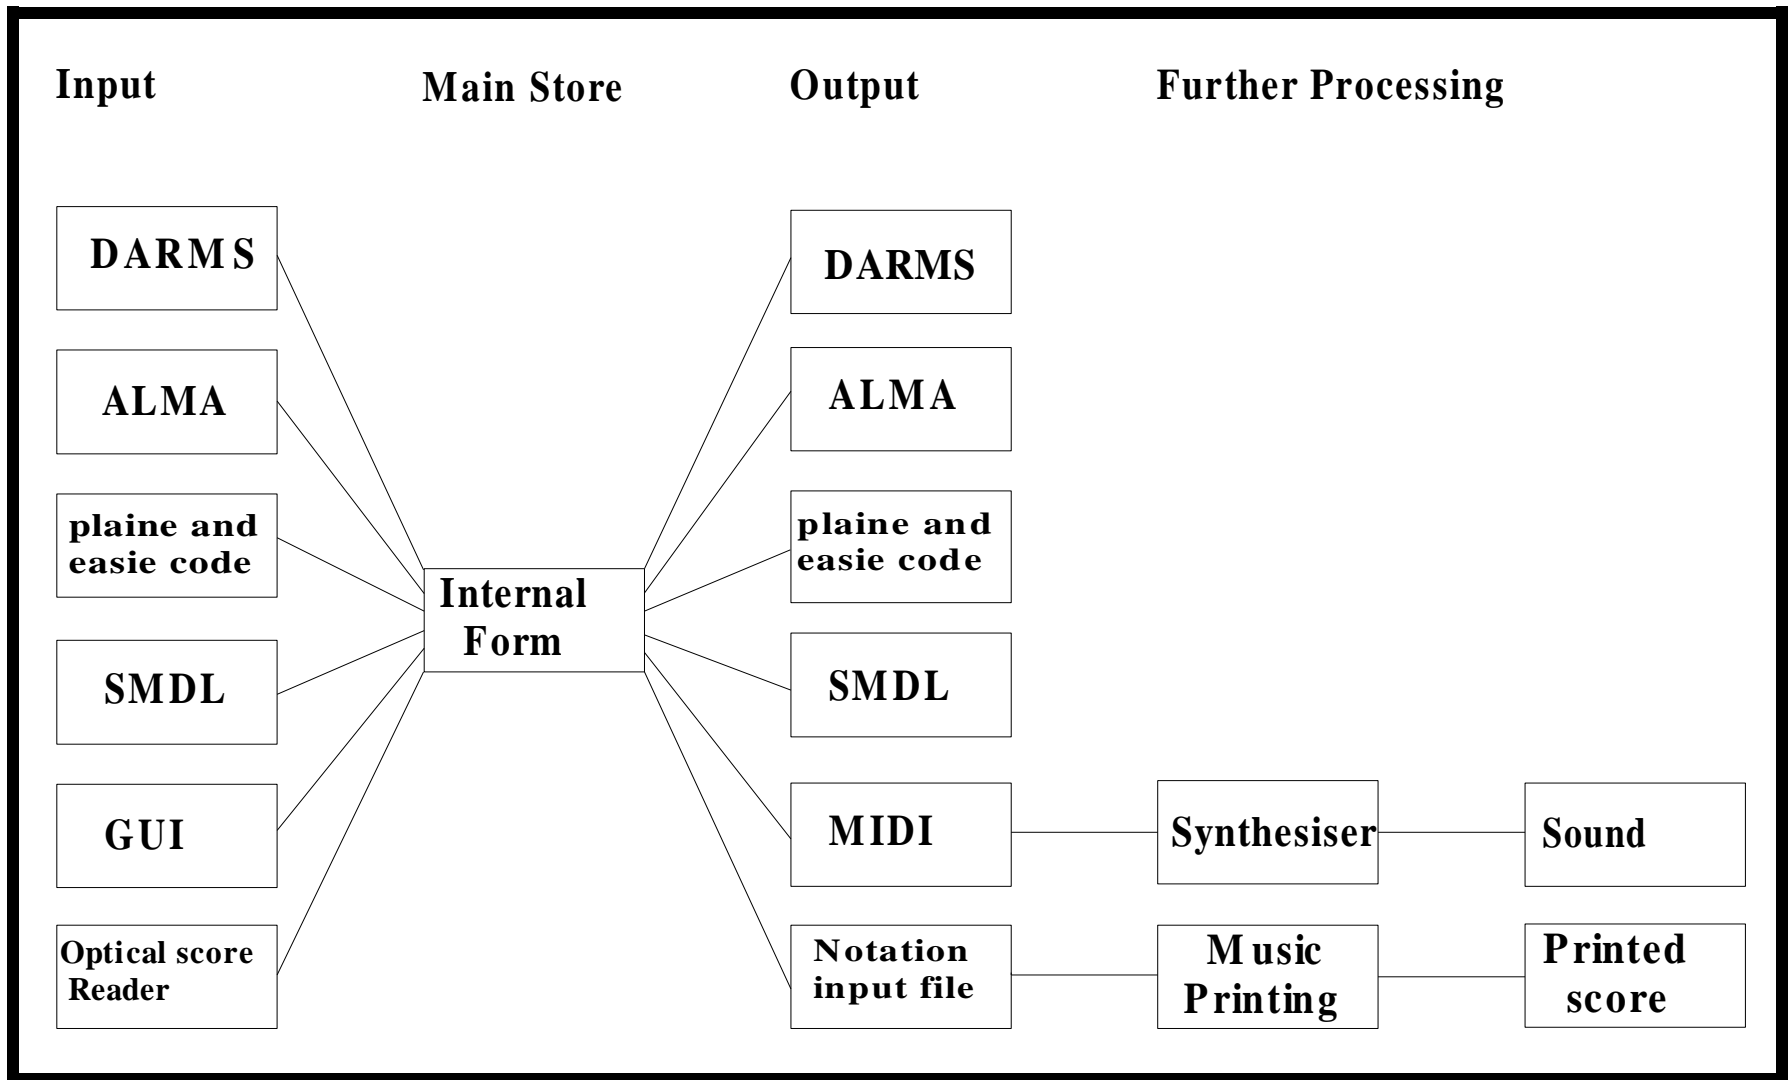 Input
Main Store
Output
Further Processing
DARMS
ALMA
plaine and
easie code
SMDL
GUI
Optical score
Reader
Internal
Form
DARMS
ALMA
plaine and
easie code
SMDL
MIDI
Notation
input file
Synthesiser
Music
Printing
Sound
Printed
score